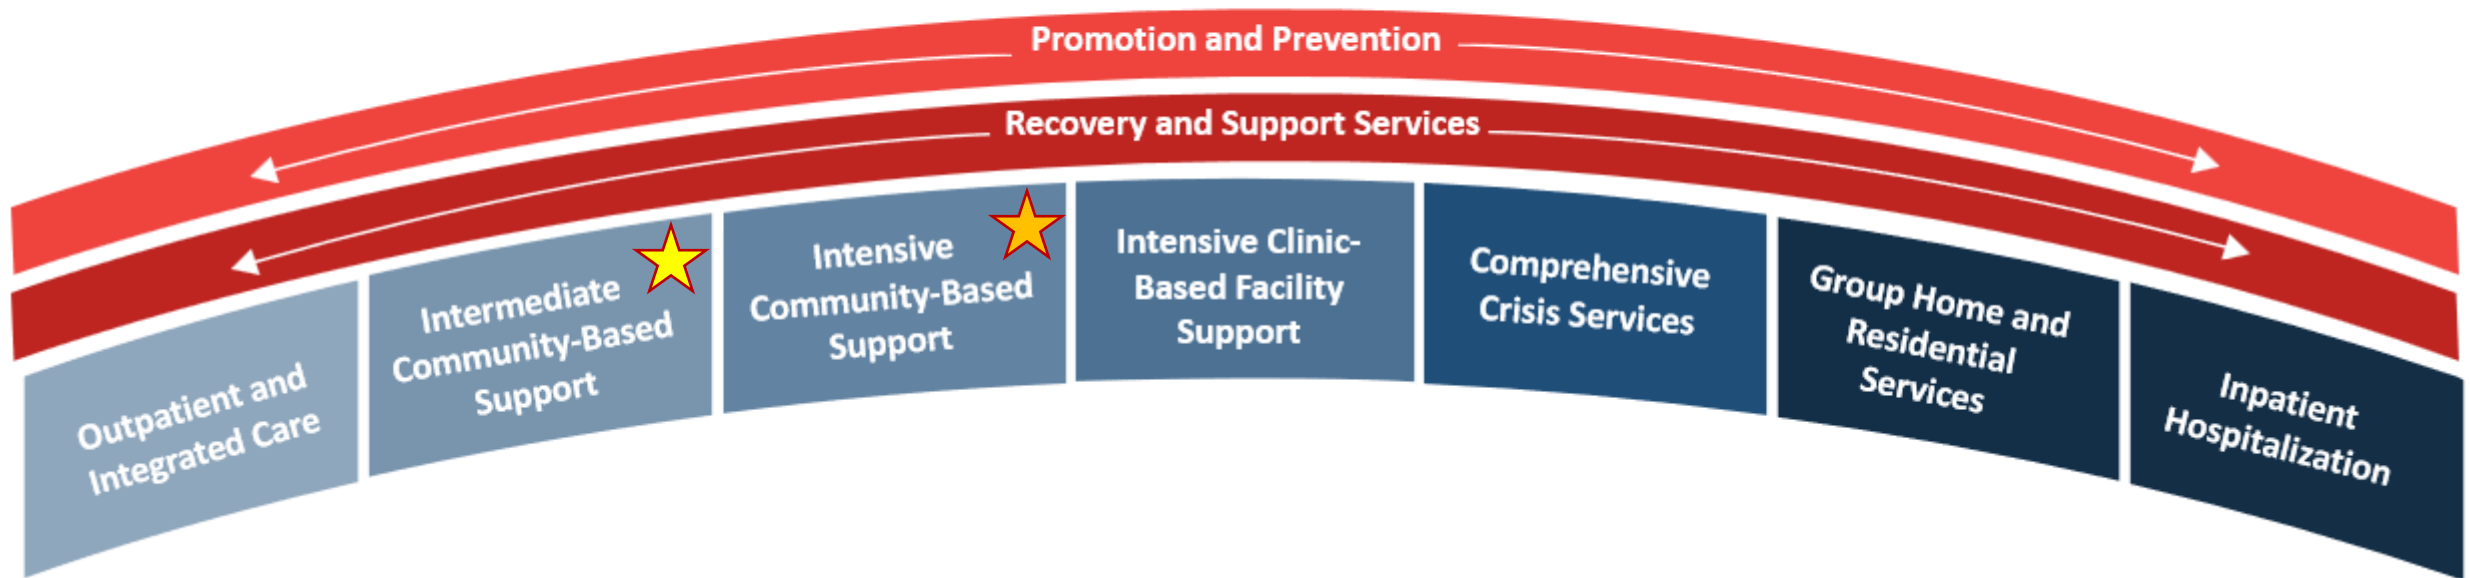 Promotion and Prevention
Recovery and Support Services
Outpatient and
Integrated Care
Intermediate
Community-Based
Support
Intensive
Community-Based
Support
Intensive Clinic-
Based Facility
Support
Comprehensive
Crisis Services
Group Home and
Residential
Services
Inpatient
Hospitalization